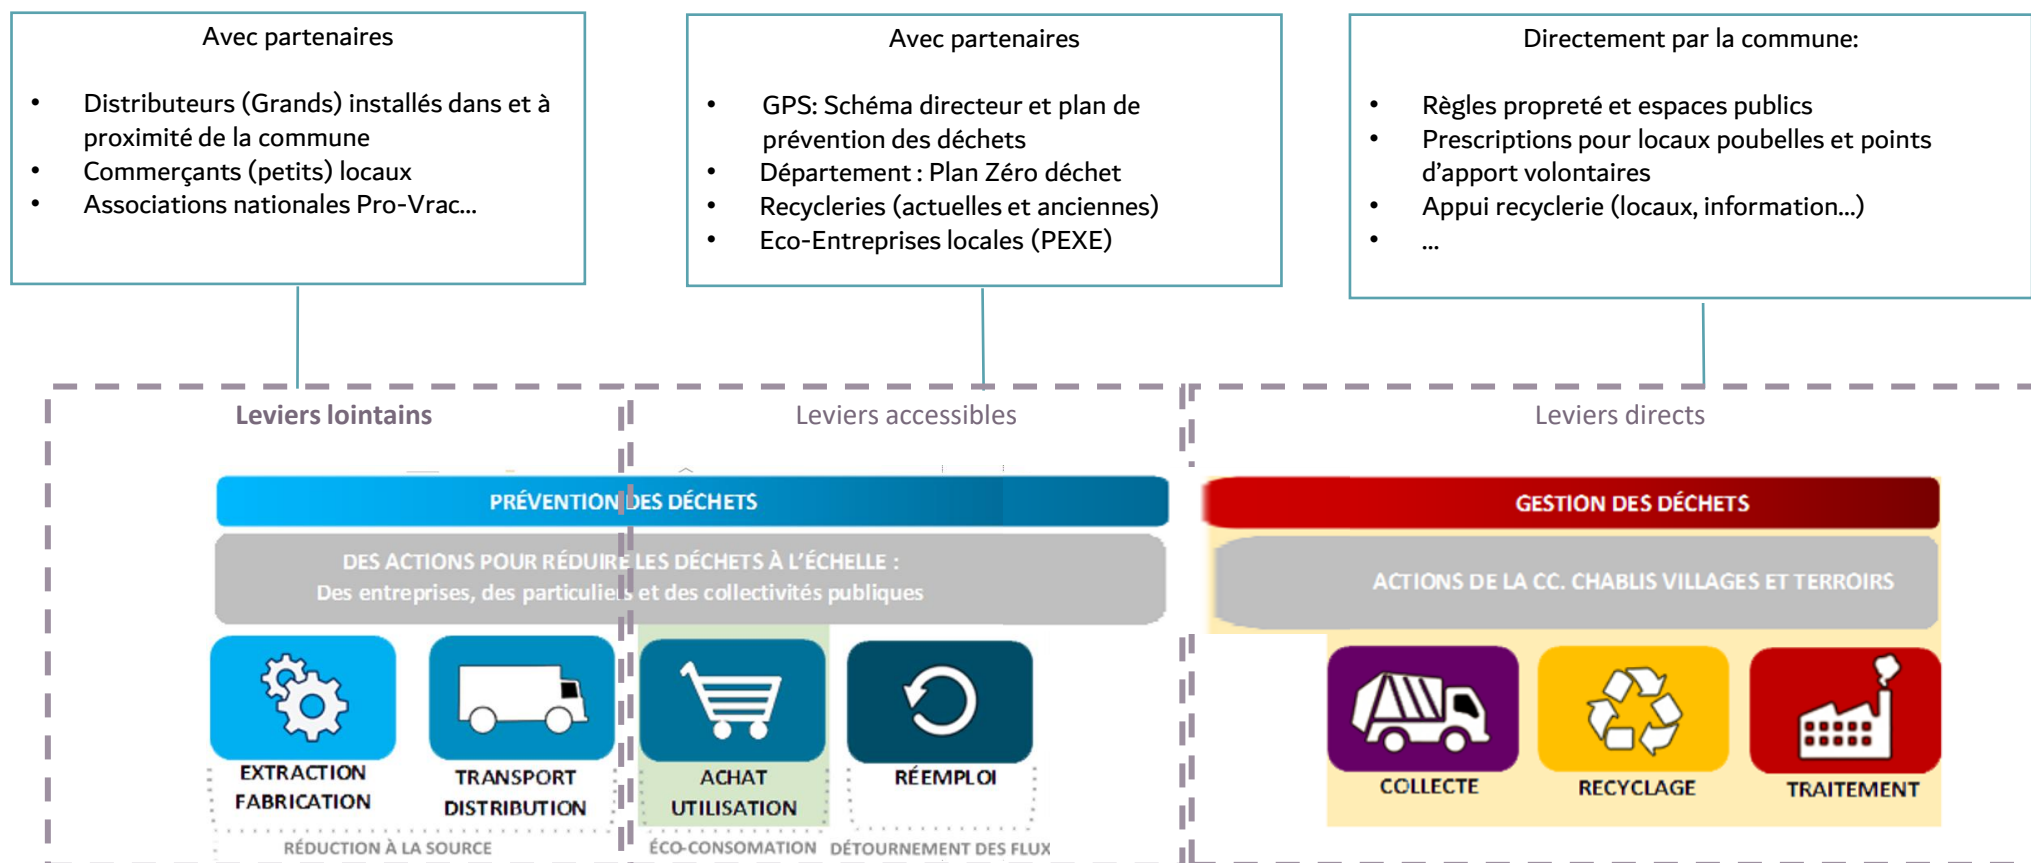 Avec partenaires
• Distributeurs (Grands) installés dans et à
proximité de la commune
• Commerçants (petits) locaux
• Associations nationales Pro-Vrac...
Avec partenaires
• GPS: Schéma directeur et plan de
prévention des déchets
• Département : Plan Zéro déchet
• Recycleries (actuelles et anciennes)
• Eco-Entreprises locales (PEXE)
Directement par la commune:
• Règles propreté et espaces publics
• Prescriptions pour locaux poubelles et points
d'apport volontaires
• Appui recyclerie (locaux, information...)
• ...
Leviers lointains
Leviers accessibles
Leviers directs
PRÉVENTION DES DÉCHETS
GESTION DES DÉCHETS
DES ACTIONS POUR RÉDUIRE LES DÉCHETS À L'ÉCHELLE :
Des entreprises, des particuliers et des collectivités publiques
ACTIONS DE LA CC. CHABLIS VILLAGES ET TERROIRS
EXTRACTION
FABRICATION
TRANSPORT
DISTRIBUTION
ACHAT
UTILISATION
RÉEMPLOI
COLLECTE
RECYCLAGE
TRAITEMENT
RÉDUCTION À LA SOURCE
ÉCO-CONSOMATION
DÉTOURNEMENT DES FLUX